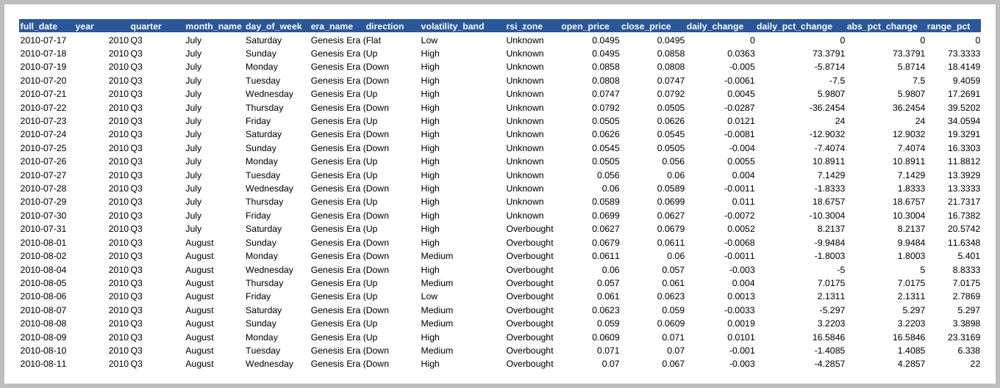 full_date year quarter month_name day_of_week era_name direction volatility_band rsi_zone open_price close_price daily_change daily_pct_change abs_pct_change range_pct
2010-07-17 2010 Q3 July Saturday Genesis Era (Flat Low Unknown 0.0495 0.0495 0 0 0 0
2010-07-18 2010 Q3 July Sunday Genesis Era (Up High Unknown 0.0495 0.0858 0.0363 73.3791 73.3791 73.3333
2010-07-19 2010 Q3 July Monday Genesis Era (Down High Unknown 0.0858 0.0808 -0.005 -5.8714 5.8714 18.4149
2010-07-20 2010 Q3 July Tuesday Genesis Era (Down High Unknown 0.0808 0.0747 -0.0061 -7.5 7.5 9.4059
2010-07-21 2010 Q3 July Wednesday Genesis Era (Up High Unknown 0.0747 0.0792 0.0045 5.9807 5.9807 17.2691
2010-07-22 2010 Q3 July Thursday Genesis Era (Down High Unknown 0.0792 0.0505 -0.0287 -36.2454 36.2454 39.5202
2010-07-23 2010 Q3 July Friday Genesis Era (Up High Unknown 0.0505 0.0626 0.0121 24 24 34.0594
2010-07-24 2010 Q3 July Saturday Genesis Era (Down High Unknown 0.0626 0.0545 -0.0081 -12.9032 12.9032 19.3291
2010-07-25 2010 Q3 July Sunday Genesis Era (Down High Unknown 0.0545 0.0505 -0.004 -7.4074 7.4074 16.3303
2010-07-26 2010 Q3 July Monday Genesis Era (Up High Unknown 0.0505 0.056 0.0055 10.8911 10.8911 11.8812
2010-07-27 2010 Q3 July Tuesday Genesis Era (Up High Unknown 0.056 0.06 0.004 7.1429 7.1429 13.3929
2010-07-28 2010 Q3 July Wednesday Genesis Era (Down High Unknown 0.06 0.0589 -0.0011 -1.8333 1.8333 13.3333
2010-07-29 2010 Q3 July Thursday Genesis Era (Up High Unknown 0.0589 0.0699 0.011 18.6757 18.6757 21.7317
2010-07-30 2010 Q3 July Friday Genesis Era (Down High Unknown 0.0699 0.0627 -0.0072 -10.3004 10.3004 16.7382
2010-07-31 2010 Q3 July Saturday Genesis Era (Up High Overbought 0.0627 0.0679 0.0052 8.2137 8.2137 20.5742
2010-08-01 2010 Q3 August Sunday Genesis Era (Down High Overbought 0.0679 0.0611 -0.0068 -9.9484 9.9484 11.6348
2010-08-02 2010 Q3 August Monday Genesis Era (Down Medium Overbought 0.0611 0.06 -0.0011 -1.8003 1.8003 5.401
2010-08-04 2010 Q3 August Wednesday Genesis Era (Down High Overbought 0.06 0.057 -0.003 -5 5 8.8333
2010-08-05 2010 Q3 August Thursday Genesis Era (Up Medium Overbought 0.057 0.061 0.004 7.0175 7.0175 7.0175
2010-08-06 2010 Q3 August Friday Genesis Era (Up Low Overbought 0.061 0.0623 0.0013 2.1311 2.1311 2.7869
2010-08-07 2010 Q3 August Saturday Genesis Era (Down Medium Overbought 0.0623 0.059 -0.0033 -5.297 5.297 5.297
2010-08-08 2010 Q3 August Sunday Genesis Era (Up Medium Overbought 0.059 0.0609 0.0019 3.2203 3.2203 3.3898
2010-08-09 2010 Q3 August Monday Genesis Era (Up High Overbought 0.0609 0.071 0.0101 16.5846 16.5846 23.3169
2010-08-10 2010 Q3 August Tuesday Genesis Era (Down Medium Overbought 0.071 0.07 -0.001 -1.4085 1.4085 6.338
2010-08-11 2010 Q3 August Wednesday Genesis Era (Down High Overbought 0.07 0.067 -0.003 -4.2857 4.2857 22